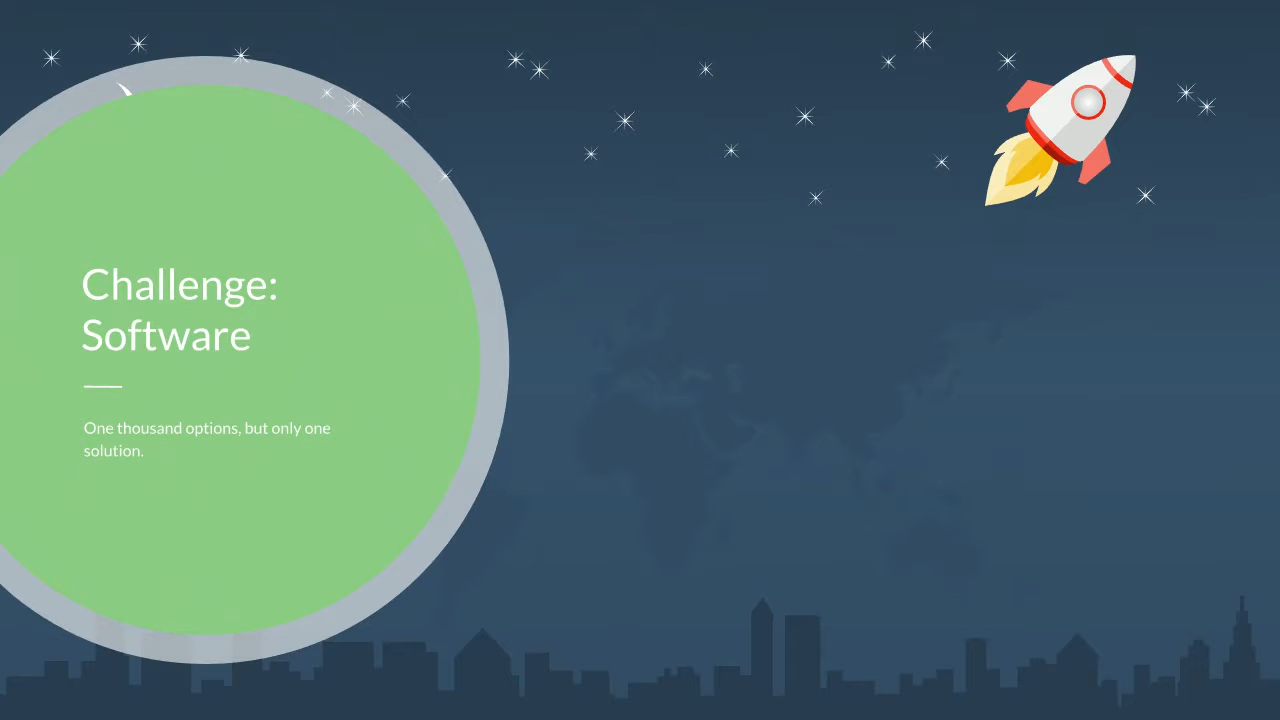 Challenge:
Software
One thousand options, but only one
solution.